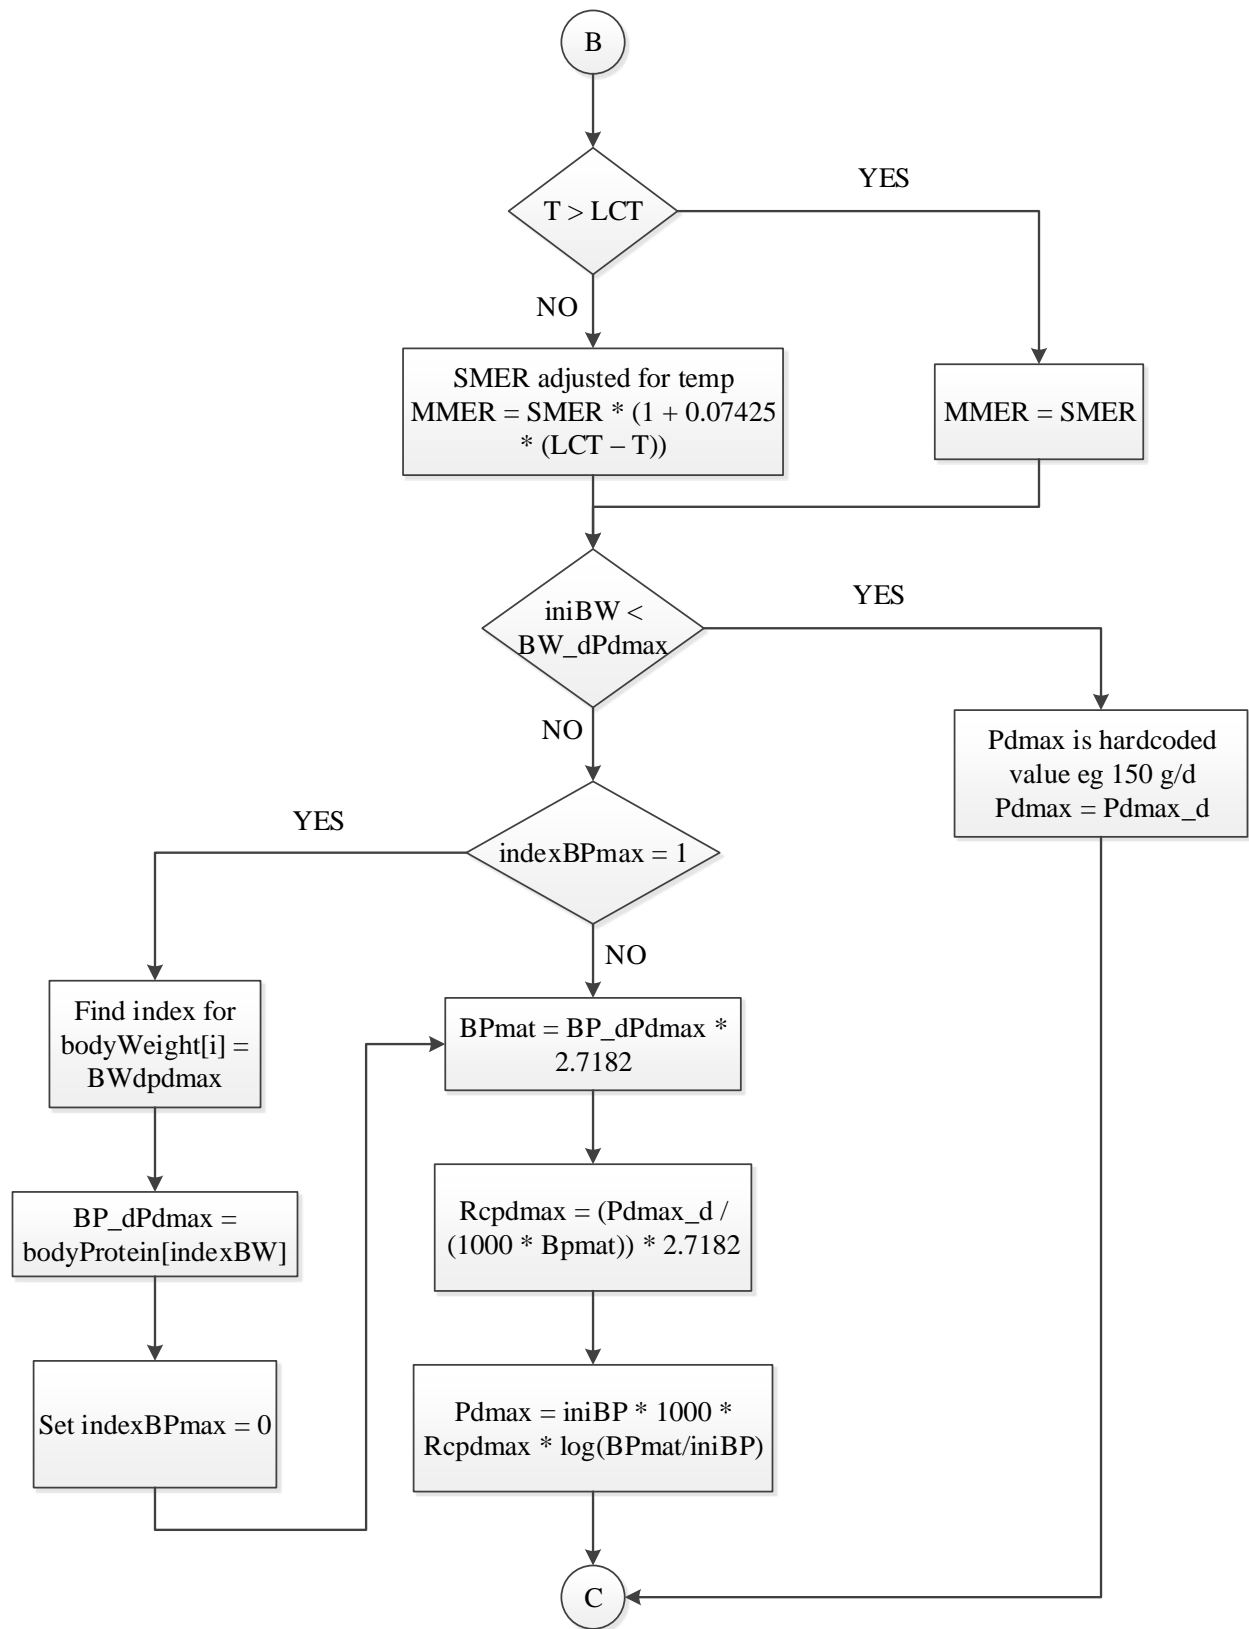 B
T > LCT
YES
NO
SMER adjusted for temp
MMER = SMER * (1 + 0.07425
* (LCT – T))
MMER = SMER
iniBW <
BW_dPdmax
YES
NO
Pdmax is hardcoded
value eg 150 g/d
Pdmax = Pdmax_d
YES
indexBPmax = 1
NO
Find index for
bodyWeight[i] =
BWdpdmax
BP_dPdmax =
bodyProtein[indexBW]
Set indexBPmax = 0
BPmat = BP_dPdmax *
2.7182
Rcpdmax = (Pdmax_d /
(1000 * Bpmat)) * 2.7182
Pdmax = iniBP * 1000 *
Rcpdmax * log(BPmat/iniBP)
C